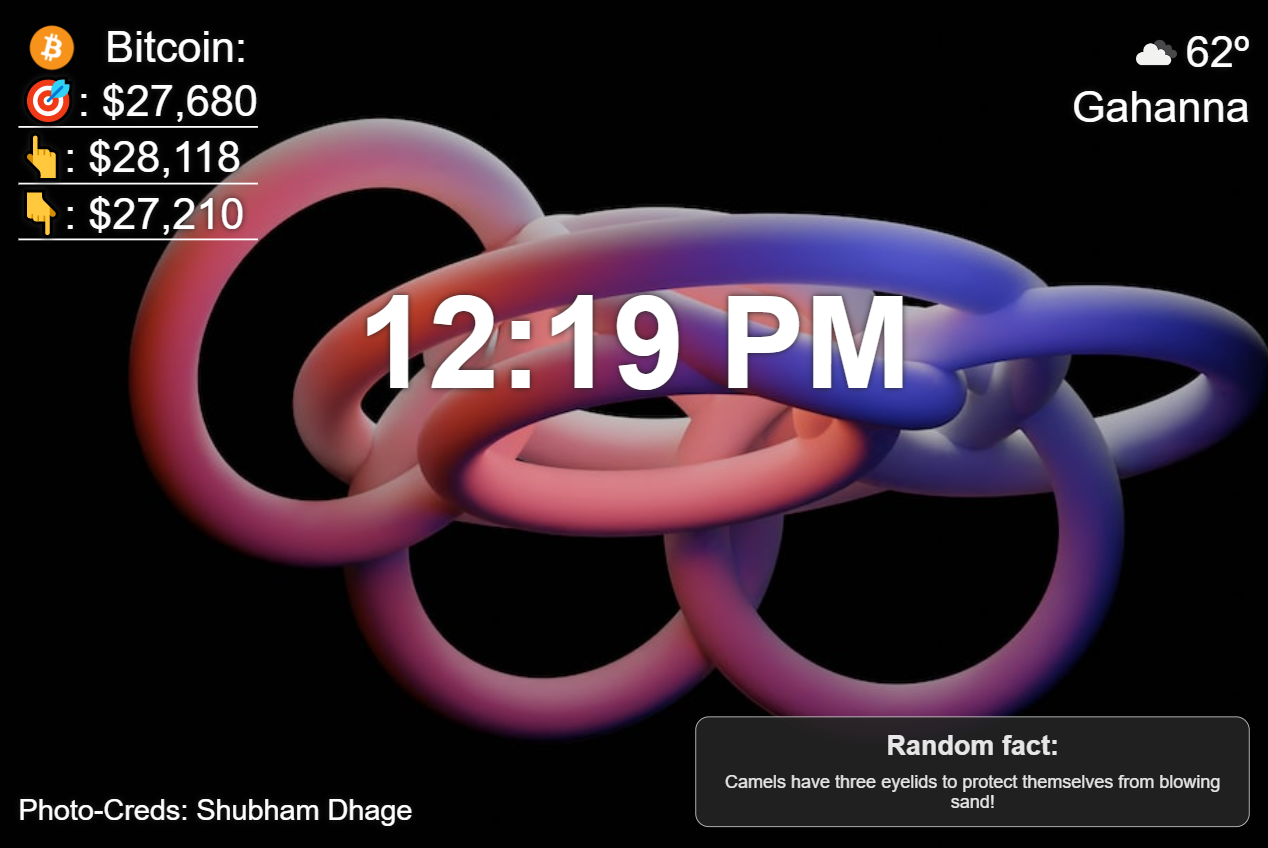 Bitcoin:
: $27,680
: $28,118
: $27,210
62º
Gahanna
12:19 PM
Random fact:
Camels have three eyelids to protect themselves from blowing
sand!
Photo-Creds: Shubham Dhage